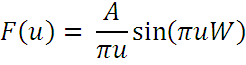 F(u) = A/πu sin(πuW)